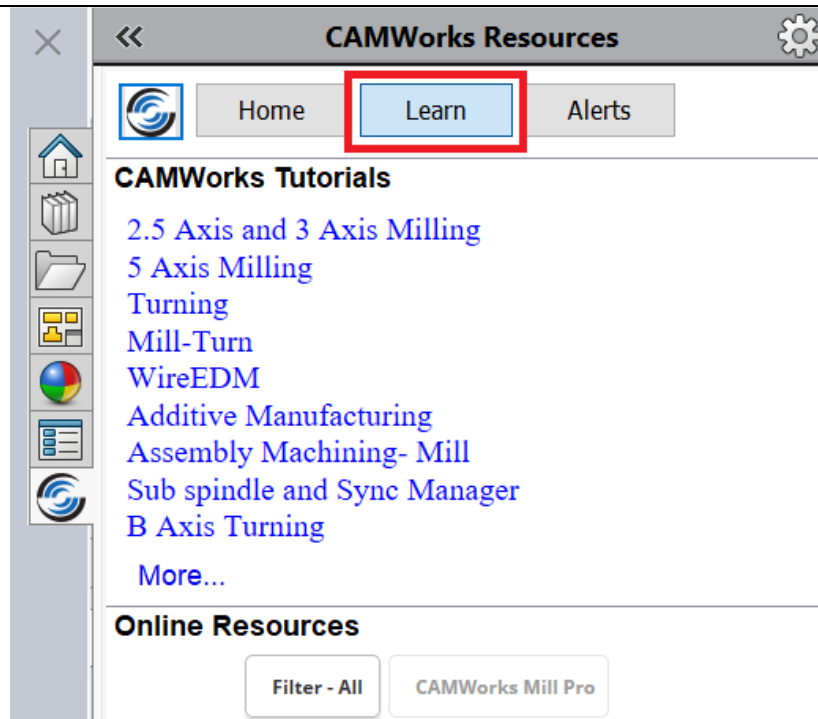 CAMWorks Resources
Home Learn Alerts
CAMWorks Tutorials
2.5 Axis and 3 Axis Milling
5 Axis Milling
Turning
Mill-Turn
WireEDM
Additive Manufacturing
Assembly Machining- Mill
Sub spindle and Sync Manager
B Axis Turning
More...
Online Resources
Filter - All CAMWorks Mill Pro